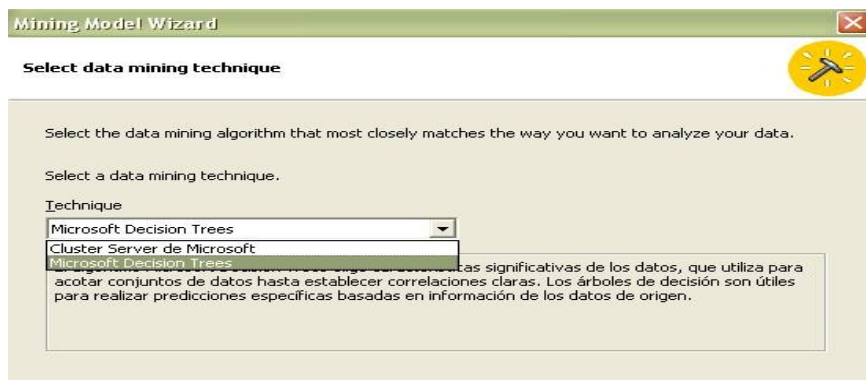 Mining Model Wizard
Select data mining technique
Select the data mining algorithm that most closely matches the way you want to analyze your data.
Select a data mining technique.
Technique
Microsoft Decision Trees
Cluster Server de Microsoft
Microsoft Decision Trees
significativas de los datos, que utiliza para
acotar conjuntos de datos hasta establecer correlaciones claras. Los árboles de decisión son útiles
para realizar predicciones específicas basadas en información de los datos de origen.